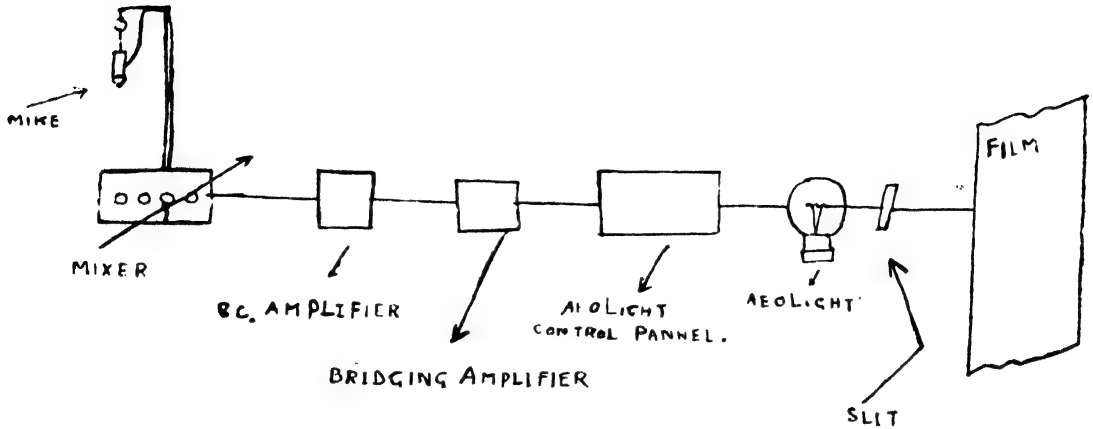 MIKE
FILM
MIXER
BC. AMPLIFIER
AEOLIGHT
CONTROL PANNEL.
AEOLIGHT
BRIDGING AMPLIFIER
SLIT